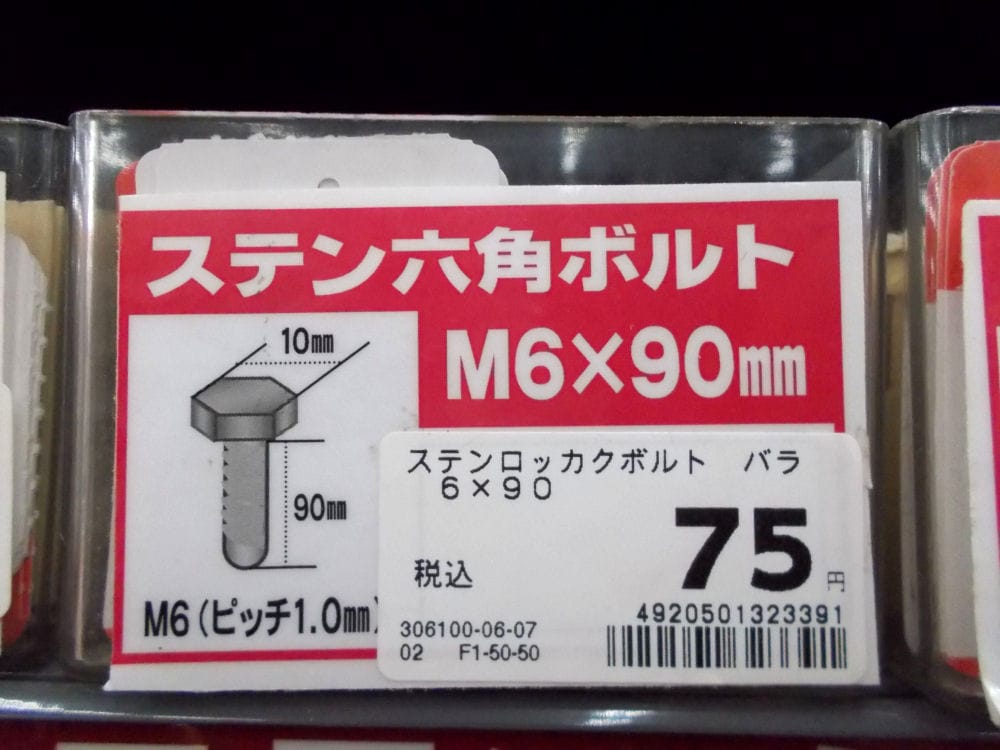 ステン六角ボルト
M6×90mm
10mm
90mm
M6(ピッチ1.0mm)
ステンロッカクボルト バラ
6×90
税込
75円
4920501323391
306100-06-07
02 F1-50-50